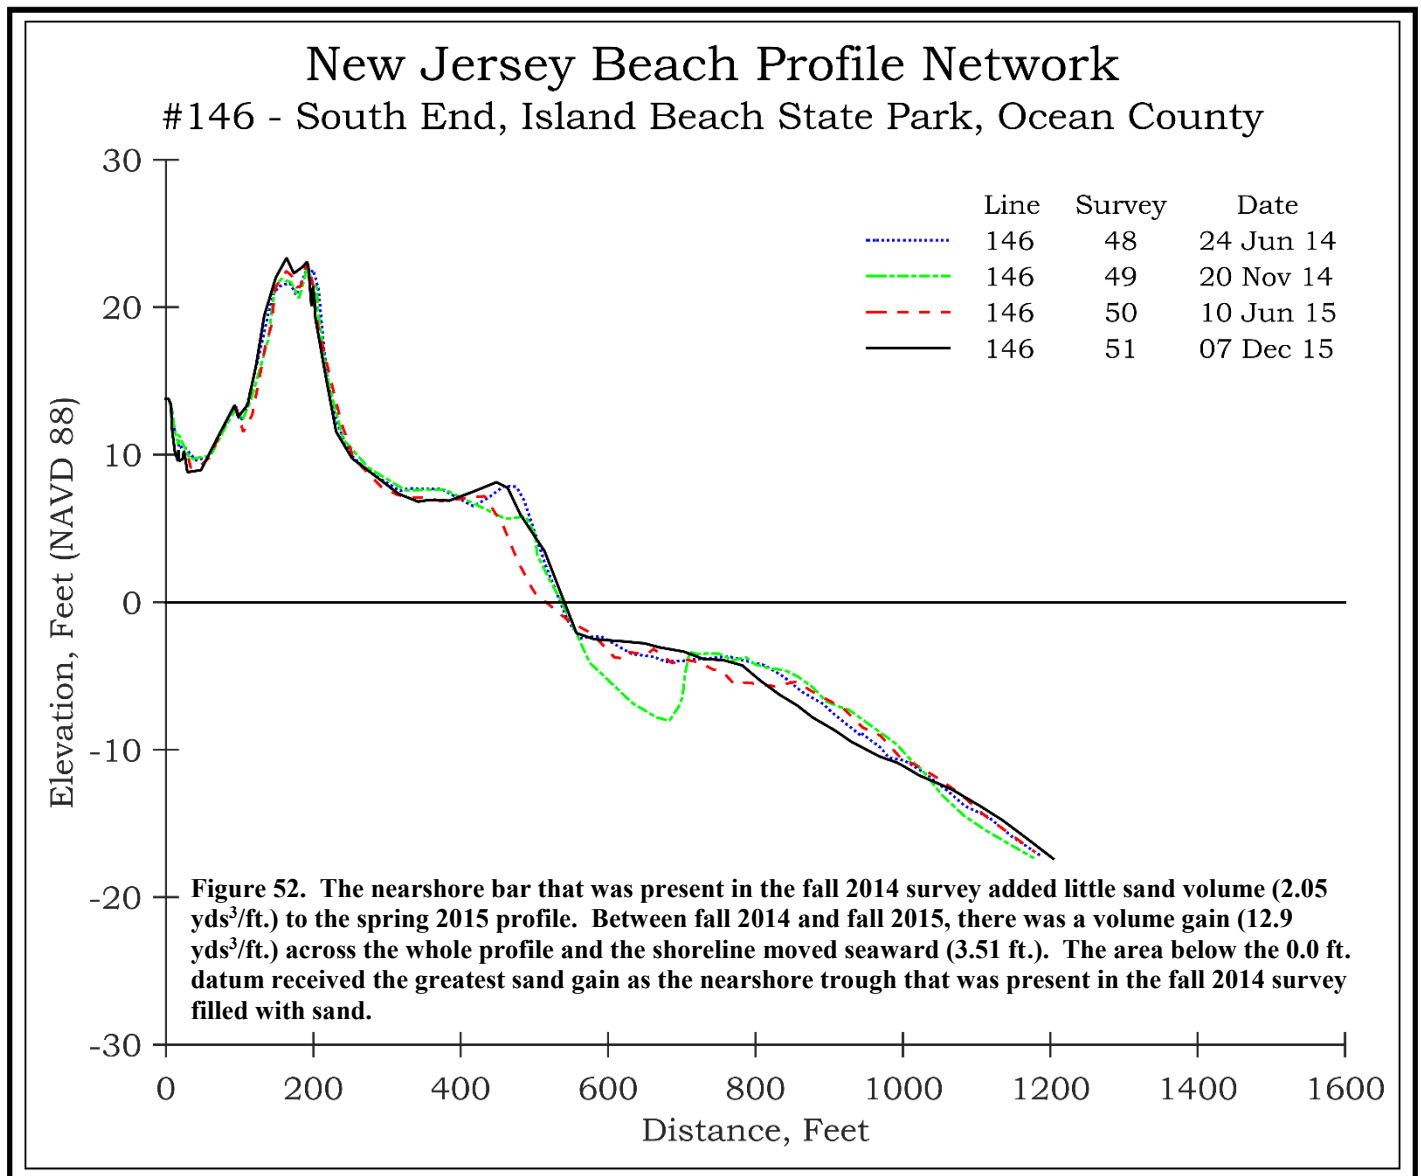 New Jersey Beach Profile Network
#146 - South End, Island Beach State Park, Ocean County
Line Survey Date
146 48 24 Jun 14
146 49 20 Nov 14
146 50 10 Jun 15
146 51 07 Dec 15
Elevation, Feet (NAVD 88)
30
20
10
0
-10
-20
-30
Figure 52. The nearshore bar that was present in the fall 2014 survey added little sand volume (2.05
yds³/ft.) to the spring 2015 profile. Between fall 2014 and fall 2015, there was a volume gain (12.9
yds³/ft.) across the whole profile and the shoreline moved seaward (3.51 ft.). The area below the 0.0 ft.
datum received the greatest sand gain as the nearshore trough that was present in the fall 2014 survey
filled with sand.
0 200 400 600 800 1000 1200 1400 1600
Distance, Feet